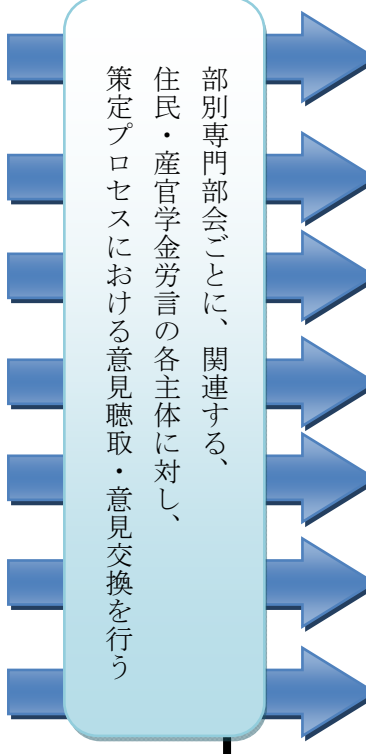 部別専門部会ごとに、関連する、
住民・産官学金労言の各主体に対し、
策定プロセスにおける意見聴取・意見交換を行う